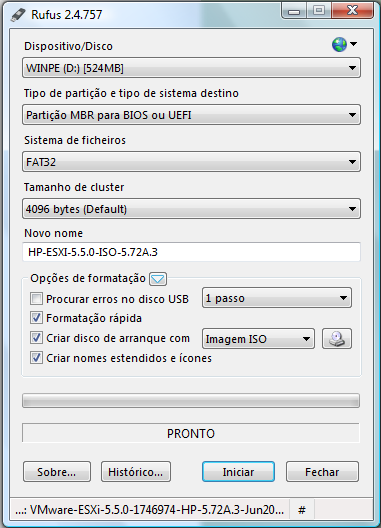 Rufus 2.4.757
Dispositivo/Disco
WINPE (D:) [524MB]
Tipo de partição e tipo de sistema destino
Partição MBR para BIOS ou UEFI
Sistema de ficheiros
FAT32
Tamanho de cluster
4096 bytes (Default)
Novo nome
HP-ESXI-5.5.0-ISO-5.72A.3
Opções de formatação
Procurar erros no disco USB 1 passo
Formatação rápida
Criar disco de arranque com Imagem ISO
Criar nomes estendidos e ícones
PRONTO
Sobre... Histórico... Iniciar Fechar
...: VMware-ESXi-5.5.0-1746974-HP-5.72A.3-Jun20... #